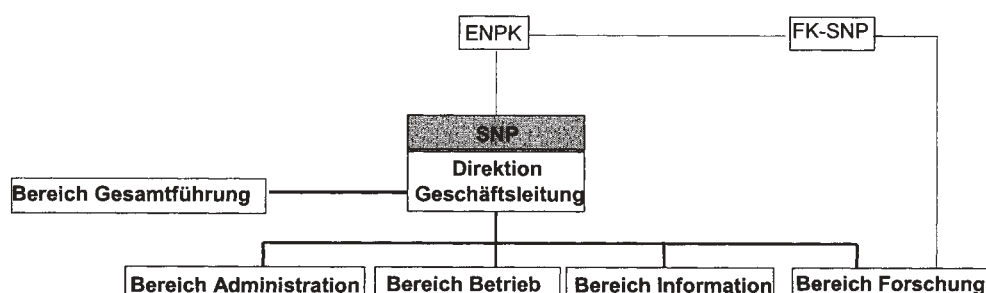 ENPK
FK-SNP
SNP
Direktion
Geschäftsleitung
Bereich Gesamtführung
Bereich Administration
Bereich Betrieb
Bereich Information
Bereich Forschung